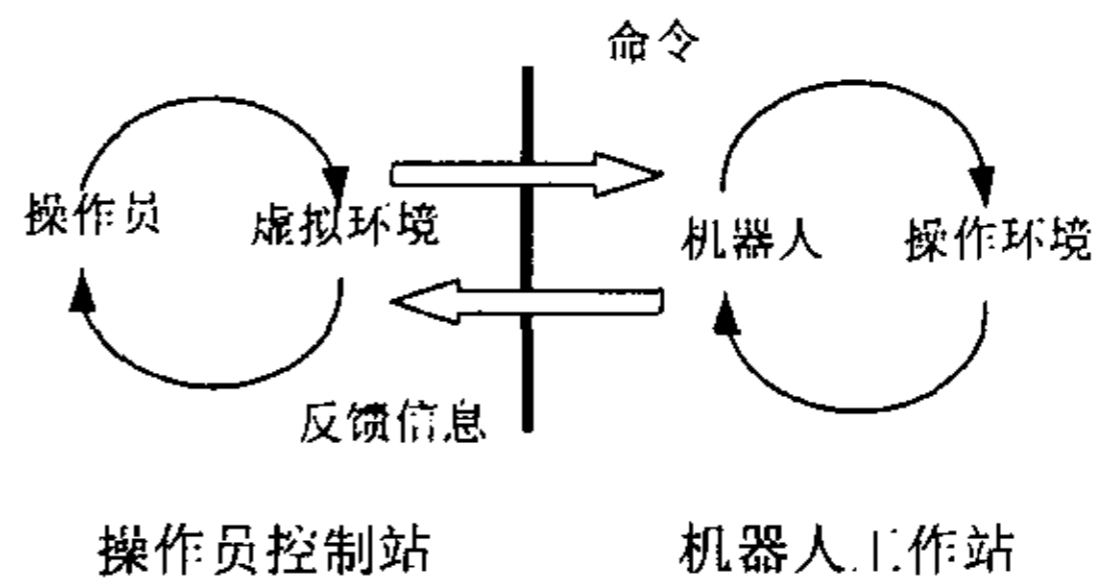 命令
操作员
虚拟环境
机器人
操作环境
反馈信息
操作员控制站
机器人工作站